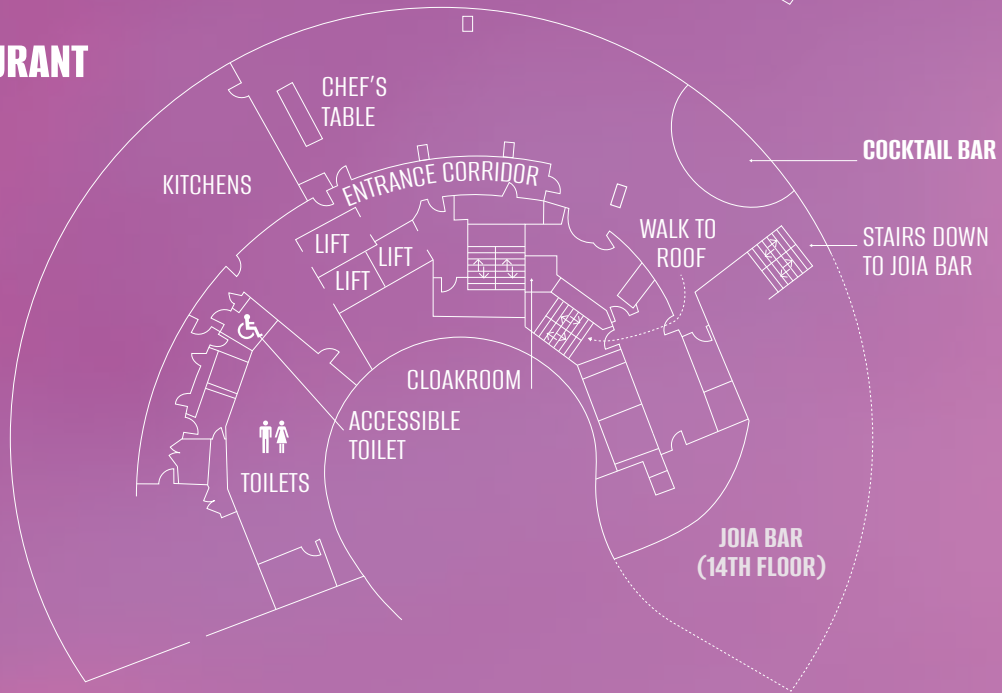 URANT
CHEF'S
TABLE
COCKTAIL BAR
ENTRANCE CORRIDOR
KITCHENS
WALK TO
ROOF
STAIRS DOWN
TO JOIA BAR
LIFT
LIFT
LIFT
CLOAKROOM
ACCESSIBLE
TOILET
TOILETS
JOIA BAR
(14TH FLOOR)